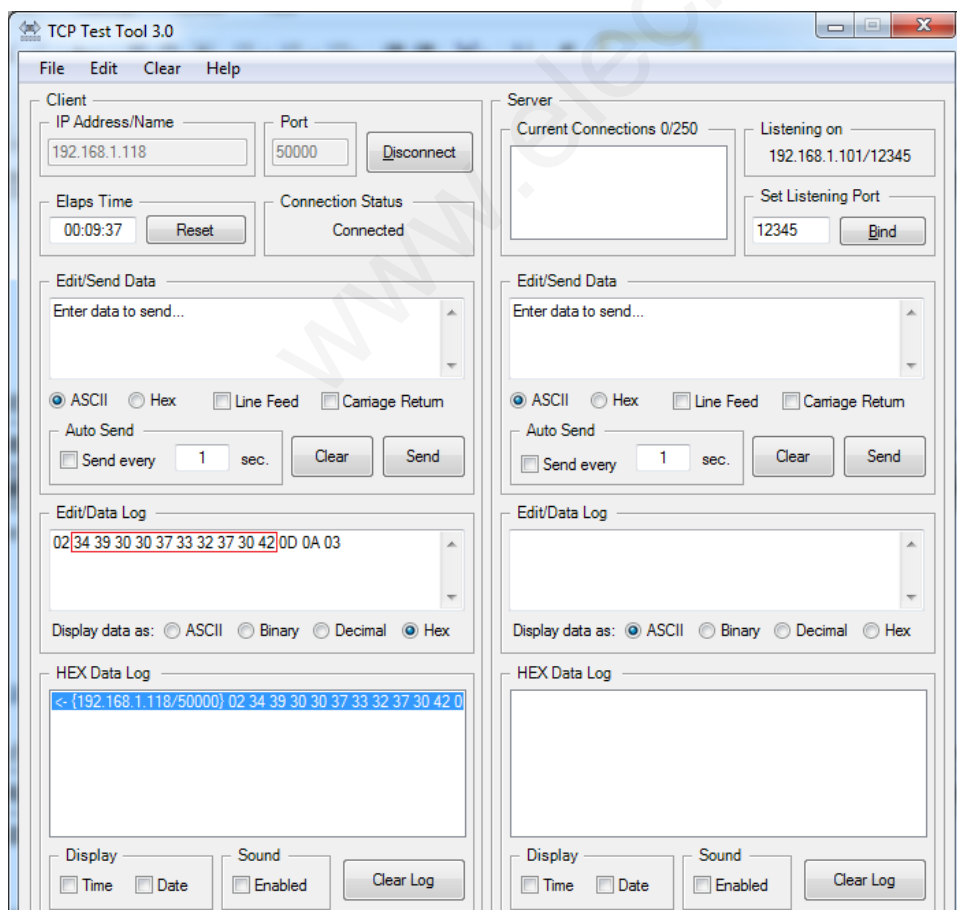 TCP Test Tool 3.0
File Edit Clear Help
Client
IP Address/Name
Port
192.168.1.118
50000
Disconnect
Elaps Time
Connection Status
00:09:37
Reset
Connected
Edit/Send Data
Enter data to send...
ASCII Hex Line Feed Carriage Return
Auto Send
Send every 1 sec.
Clear
Send
Edit/Data Log
02 34 39 30 30 37 33 32 37 30 42 0D 0A 03
Display data as: ASCII Binary Decimal Hex
HEX Data Log
<- {192.168.1.118/50000} 02 34 39 30 30 37 33 32 37 30 42 0
Display
Sound
Time Date
Enabled
Clear Log
Server
Current Connections 0/250
Listening on
192.168.1.101/12345
Set Listening Port
12345
Bind
Edit/Send Data
Enter data to send...
ASCII Hex Line Feed Carriage Return
Auto Send
Send every 1 sec.
Clear
Send
Edit/Data Log
Display data as: ASCII Binary Decimal Hex
HEX Data Log
Display
Sound
Time Date
Enabled
Clear Log
www.elec